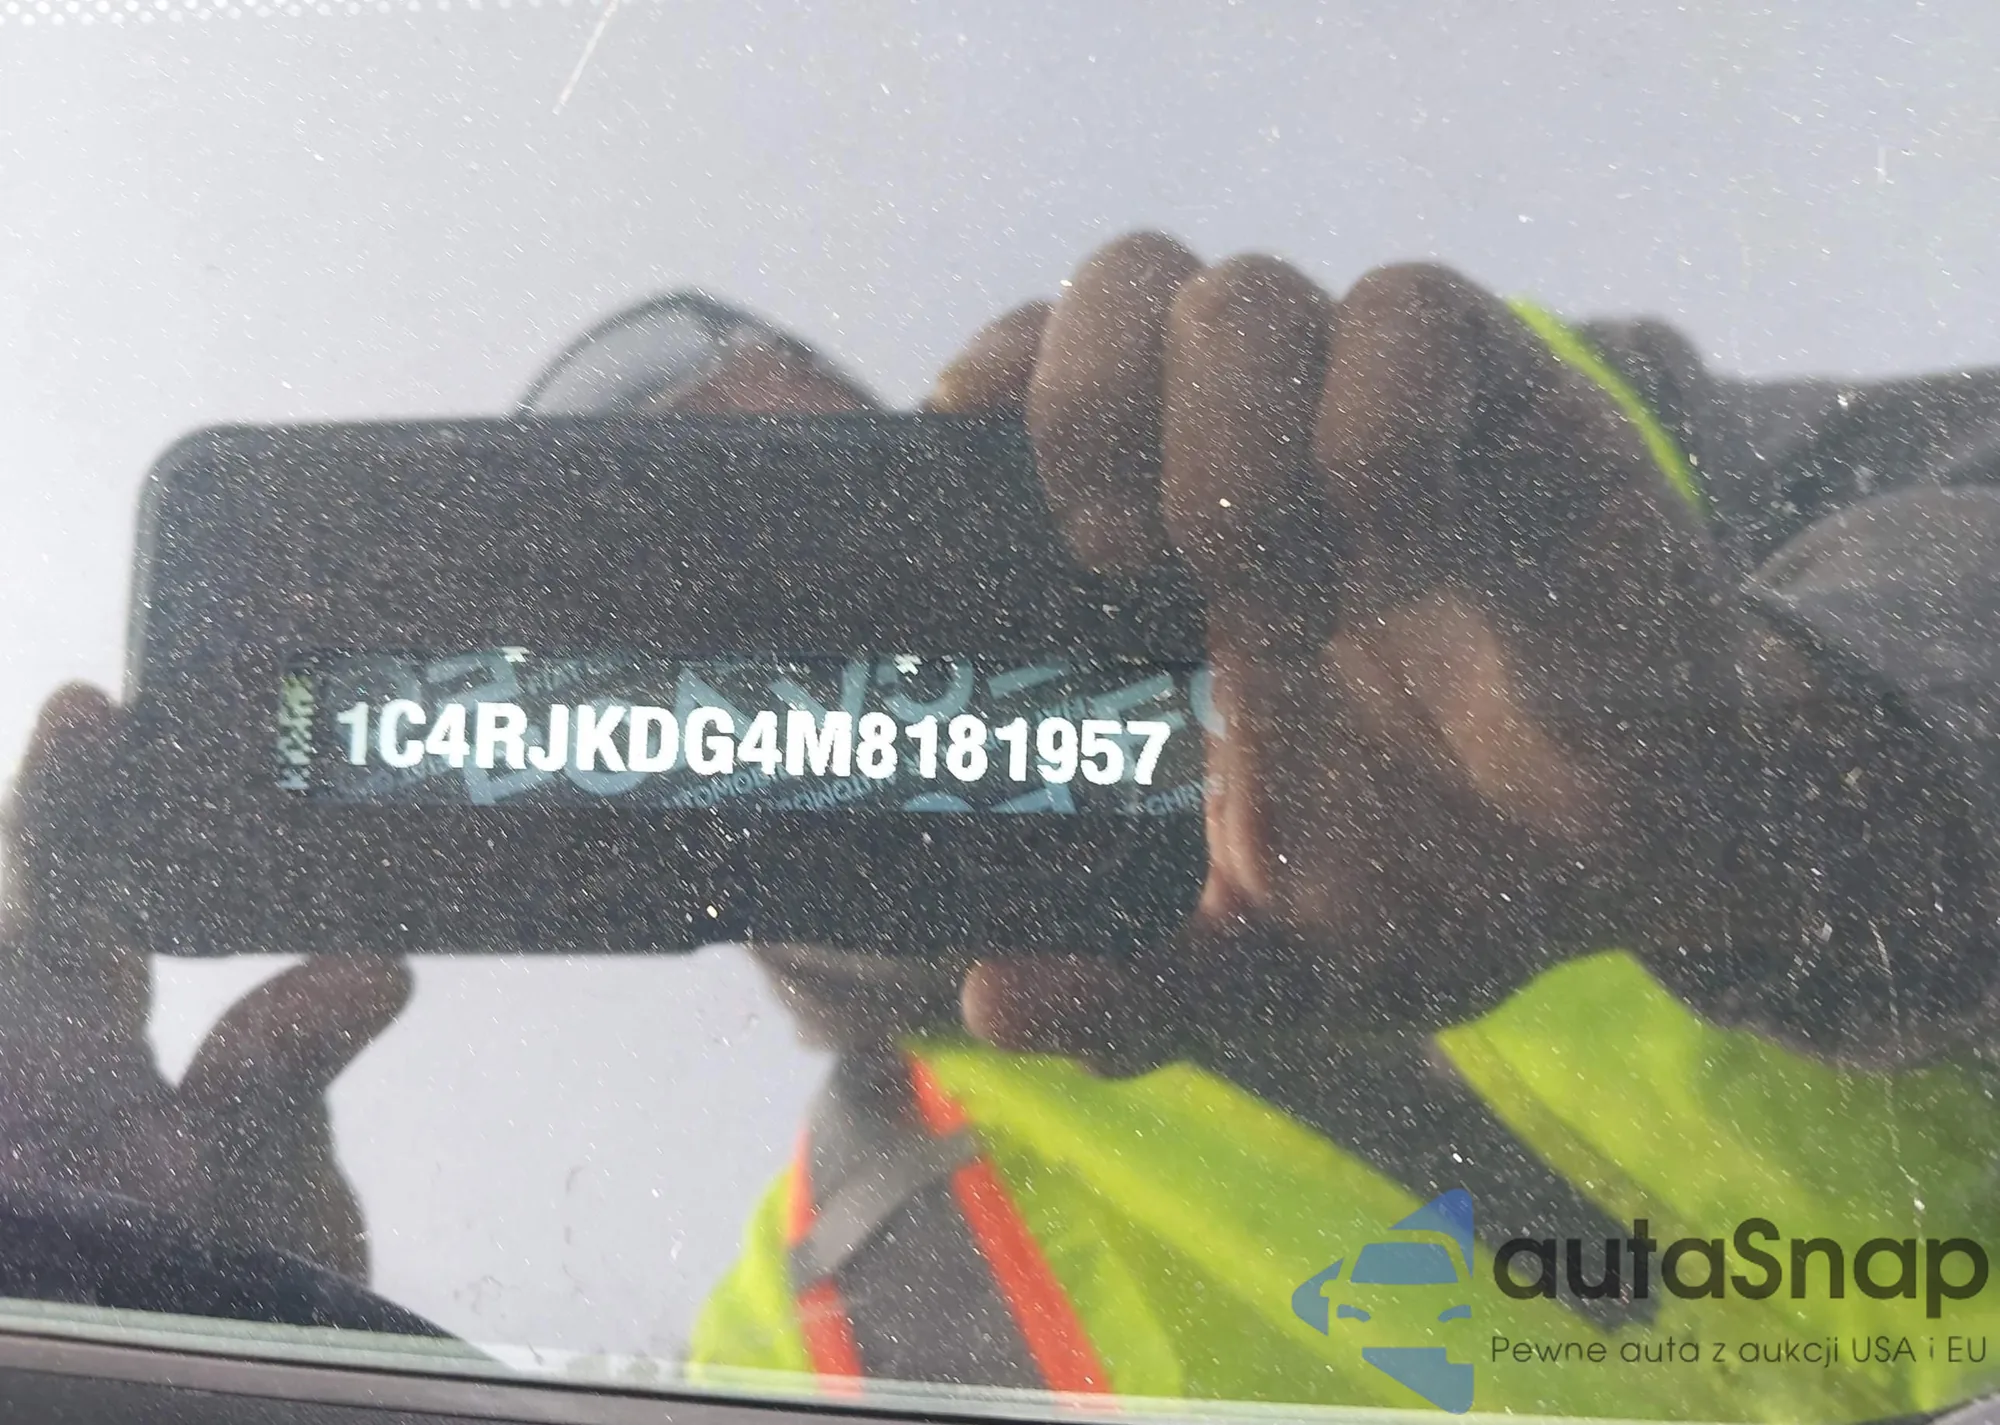 1C4RJKDG4M8181957
autaSnap
Pewne auta z aukcji USA i EU